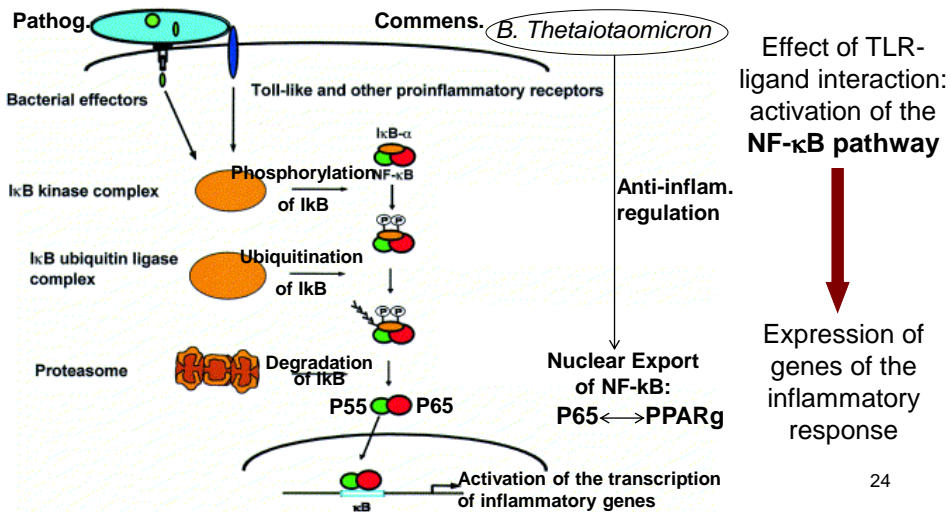 Pathog.
Commens.
B. Thetaiotaomicron
Bacterial effectors
Toll-like and other proinflammatory receptors
IκB-α
NF-κB
IκB kinase complex
Phosphorylation
of IkB
P P
IκB ubiquitin ligase
complex
Ubiquitination
of IkB
P P
Proteasome
Degradation
of IkB
P55
P65
κB
Activation of the transcription
of inflammatory genes
Anti-inflam.
regulation
Nuclear Export
of NF-kB:
P65
PPARg
Effect of TLR-
ligand interaction:
activation of the
NF-κB pathway
Expression of
genes of the
inflammatory
response
24